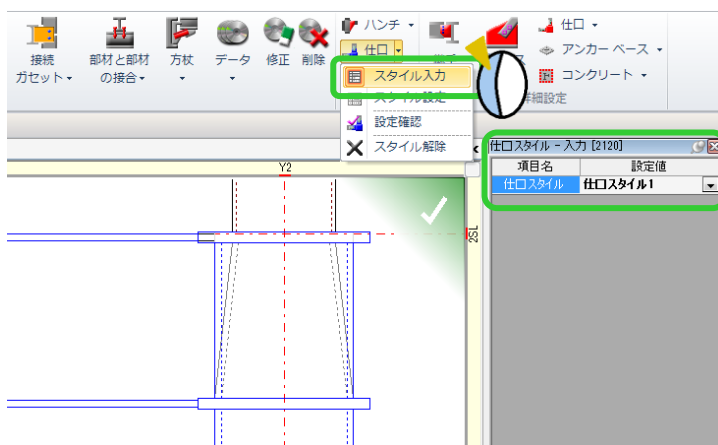 ハンチ
仕口
接続
ガセット
部材と部材
の接合
方杖
データ
修正
削除
仕口
アンカー ベース
コンクリート
詳細設定
スタイル入力
スタイル設定
設定確認
スタイル解除
仕口スタイル - 入力 [2120]
項目名
設定値
仕口スタイル
仕口スタイル1
Y2
2SL